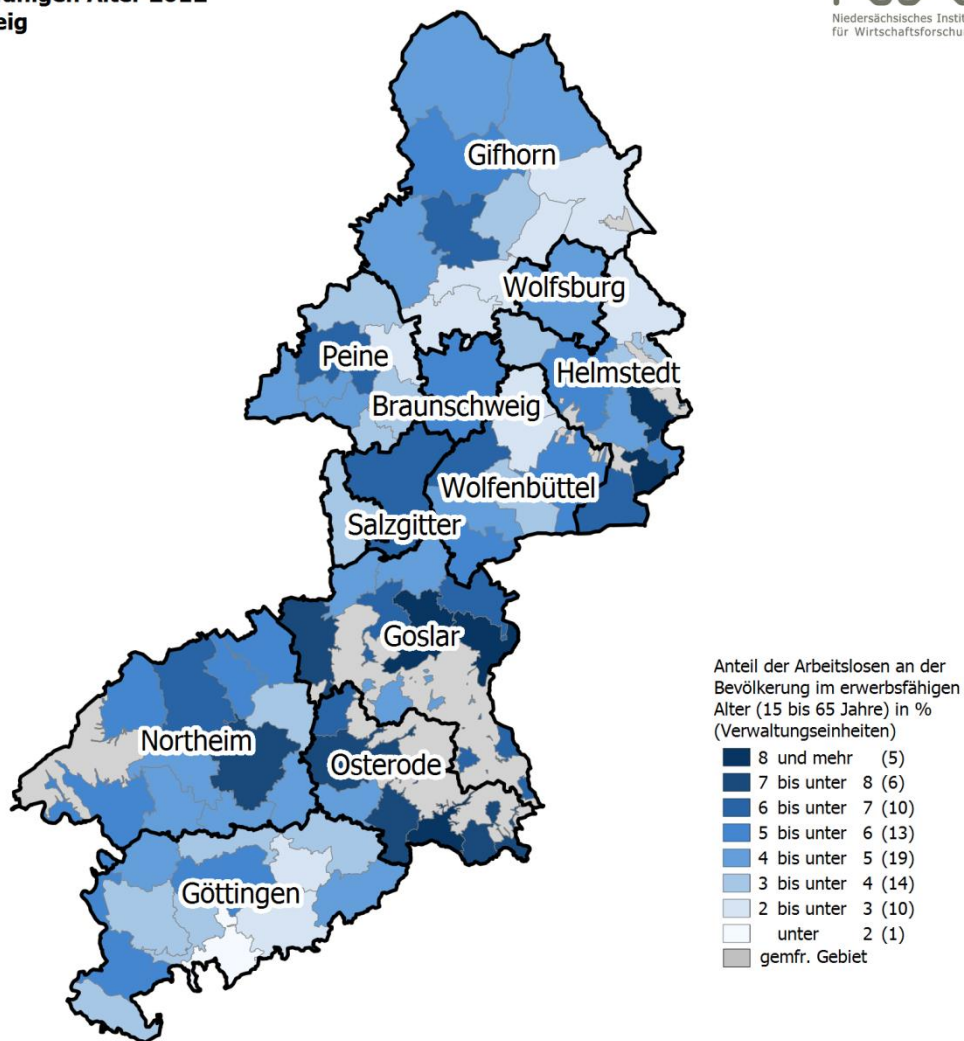 Alter
eig
Niedersächsisches Instit
für Wirtschaftsforschun
Gifhorn
Wolfsburg
Peine
Helmstedt
Braunschweig
Wolfenbüttel
Salzgitter
Goslar
Northeim
Osterode
Göttingen
Anteil der Arbeitslosen an der
Bevölkerung im erwerbsfähigen
Alter (15 bis 65 Jahre) in %
(Verwaltungseinheiten)
8 und mehr (5)
7 bis unter 8 (6)
6 bis unter 7 (10)
5 bis unter 6 (13)
4 bis unter 5 (19)
3 bis unter 4 (14)
2 bis unter 3 (10)
unter 2 (1)
gemfr. Gebiet